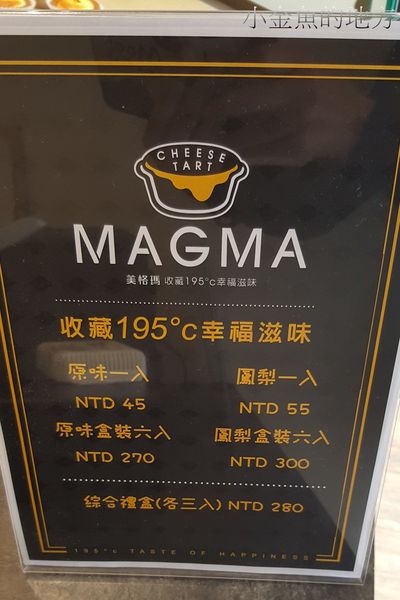 小金魚的地方
CHEESE
TART
MAGMA
美恪瑪 收藏195°c幸福滋味
收藏195°c幸福滋味
原味一入
NTD 45
鳳梨一入
NTD 55
原味盒裝六入
NTD 270
鳳梨盒裝六入
NTD 300
綜合禮盒(各三入) NTD 280
195°c TASTE OF HAPPINESS